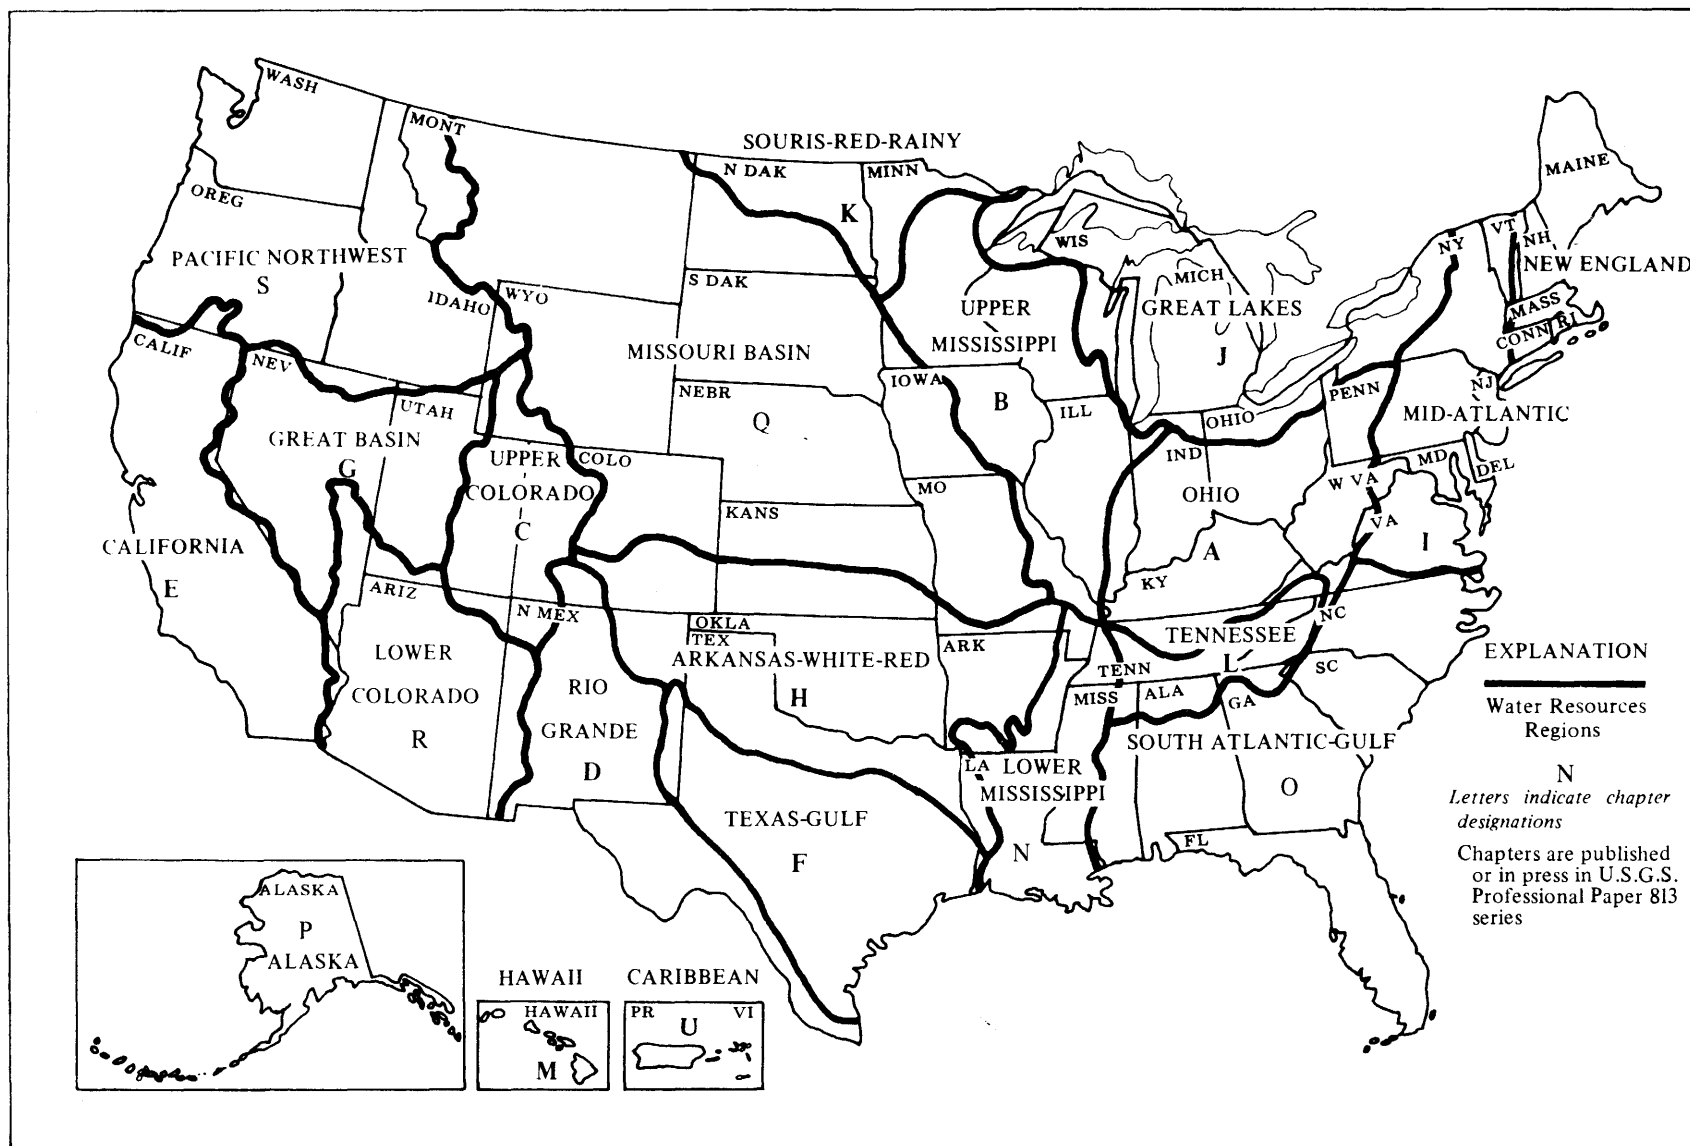 WASH
MONT
SOURIS-RED-RAINY
N DAK
MINN
MAINE
OREG
K
WIS
NY
VT
NH
NEW ENGLAND
PACIFIC NORTHWEST
S
IDAHO
WYO
S DAK
MICH
UPPER
MISSISSIPPI
GREAT LAKES
J
MASS
CONN
RI
CALIF
NEV
MISSOURI BASIN
Q
NEBR
IOWA
B
ILL
OHIO
PENN
NJ
MID-ATLANTIC
UTAH
GREAT BASIN
G
UPPER
COLORADO
C
COLO
IND
MD
DEL
W VA
MO
KANS
OHIO
A
VA
I
CALIFORNIA
E
KY
ARIZ
N MEX
OKLA
TEX
ARK
TENNESSEE
L
NC
TENN
SC
LOWER
COLORADO
R
RIO
GRANDE
D
ARKANSAS-WHITE-RED
H
MISS
ALA
GA
SOUTH ATLANTIC-GULF
O
LA
LOWER
MISSISSIPPI
N
TEXAS-GULF
F
FL
EXPLANATION
Water Resources
Regions
N
Letters indicate chapter
designations
Chapters are published
or in press in U.S.G.S.
Professional Paper 813
series
ALASKA
P
ALASKA
HAWAII
HAWAII
M
CARIBBEAN
PR
VI
U